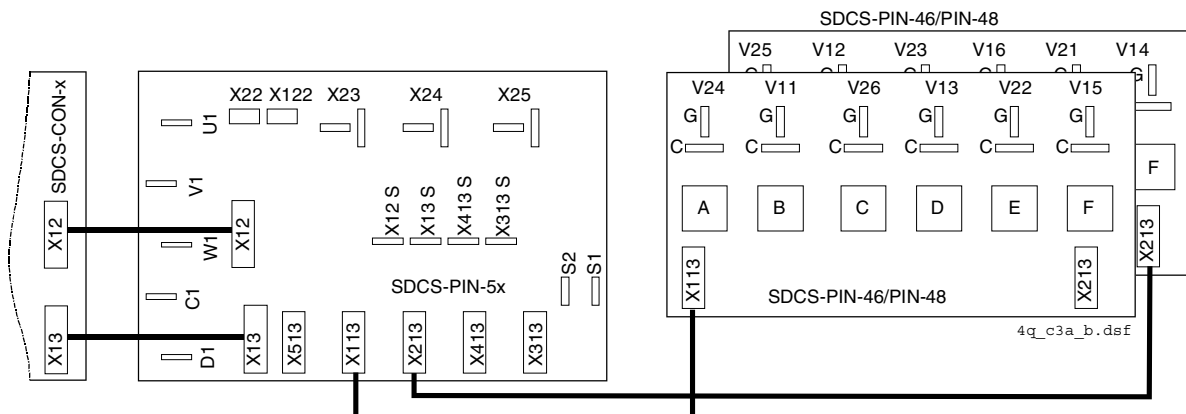 SDCS-PIN-46/PIN-48
V25 V12 V23 V16 V21 V14
G
SDCS-CON-x
X12
X13
U1
V1
W1
C1
D1
X22 X122 X23 X24 X25
X12
X12 S
X13 S
X413 S
X313 S
S2
S1
SDCS-PIN-5x
X13
X513
X113
X213
X413
X313
V24 V11 V26 V13 V22 V15
G G G G G G
C C C C C C
A B C D E F
F
X113
X213
X213
SDCS-PIN-46/PIN-48
4q_c3a_b.dsf